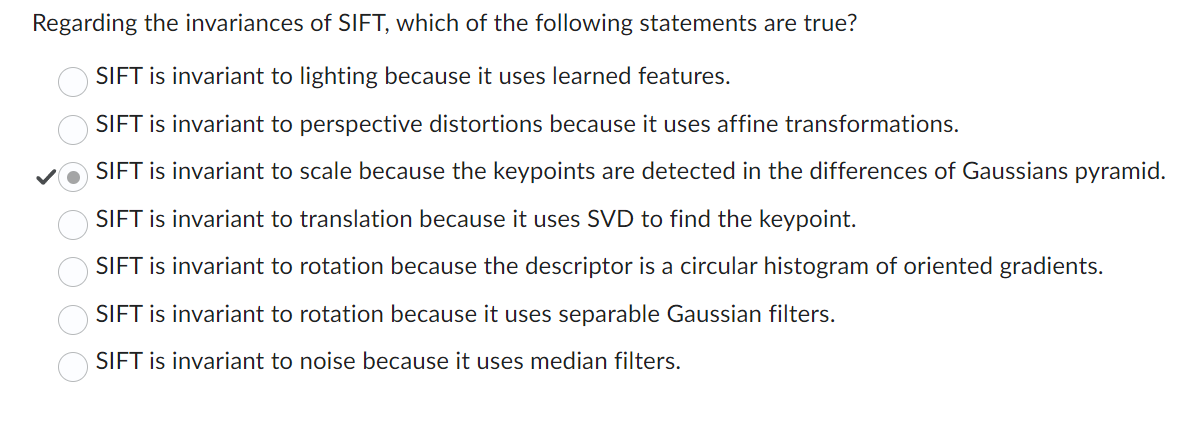 Regarding the invariances of SIFT, which of the following statements are true?
SIFT is invariant to lighting because it uses learned features.
SIFT is invariant to perspective distortions because it uses affine transformations.
SIFT is invariant to scale because the keypoints are detected in the differences of Gaussians pyramid.
SIFT is invariant to translation because it uses SVD to find the keypoint.
SIFT is invariant to rotation because the descriptor is a circular histogram of oriented gradients.
SIFT is invariant to rotation because it uses separable Gaussian filters.
SIFT is invariant to noise because it uses median filters.